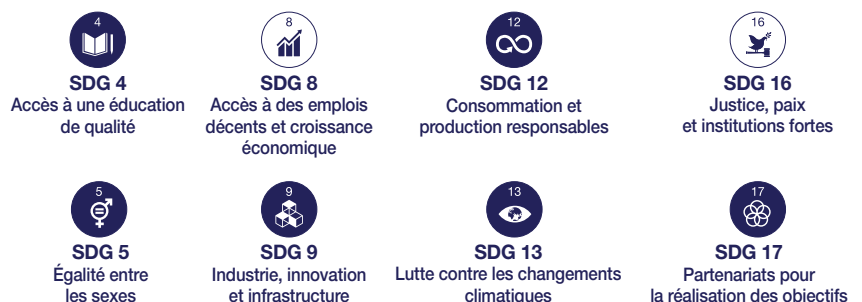 4
SDG 4
Accès à une éducation
de qualité
8
SDG 8
Accès à des emplois
décents et croissance
économique
12
SDG 12
Consommation et
production responsables
16
SDG 16
Justice, paix
et institutions fortes
5
SDG 5
Égalité entre
les sexes
9
SDG 9
Industrie, innovation
et infrastructure
13
SDG 13
Lutte contre les changements
climatiques
17
SDG 17
Partenariats pour
la réalisation des objectifs